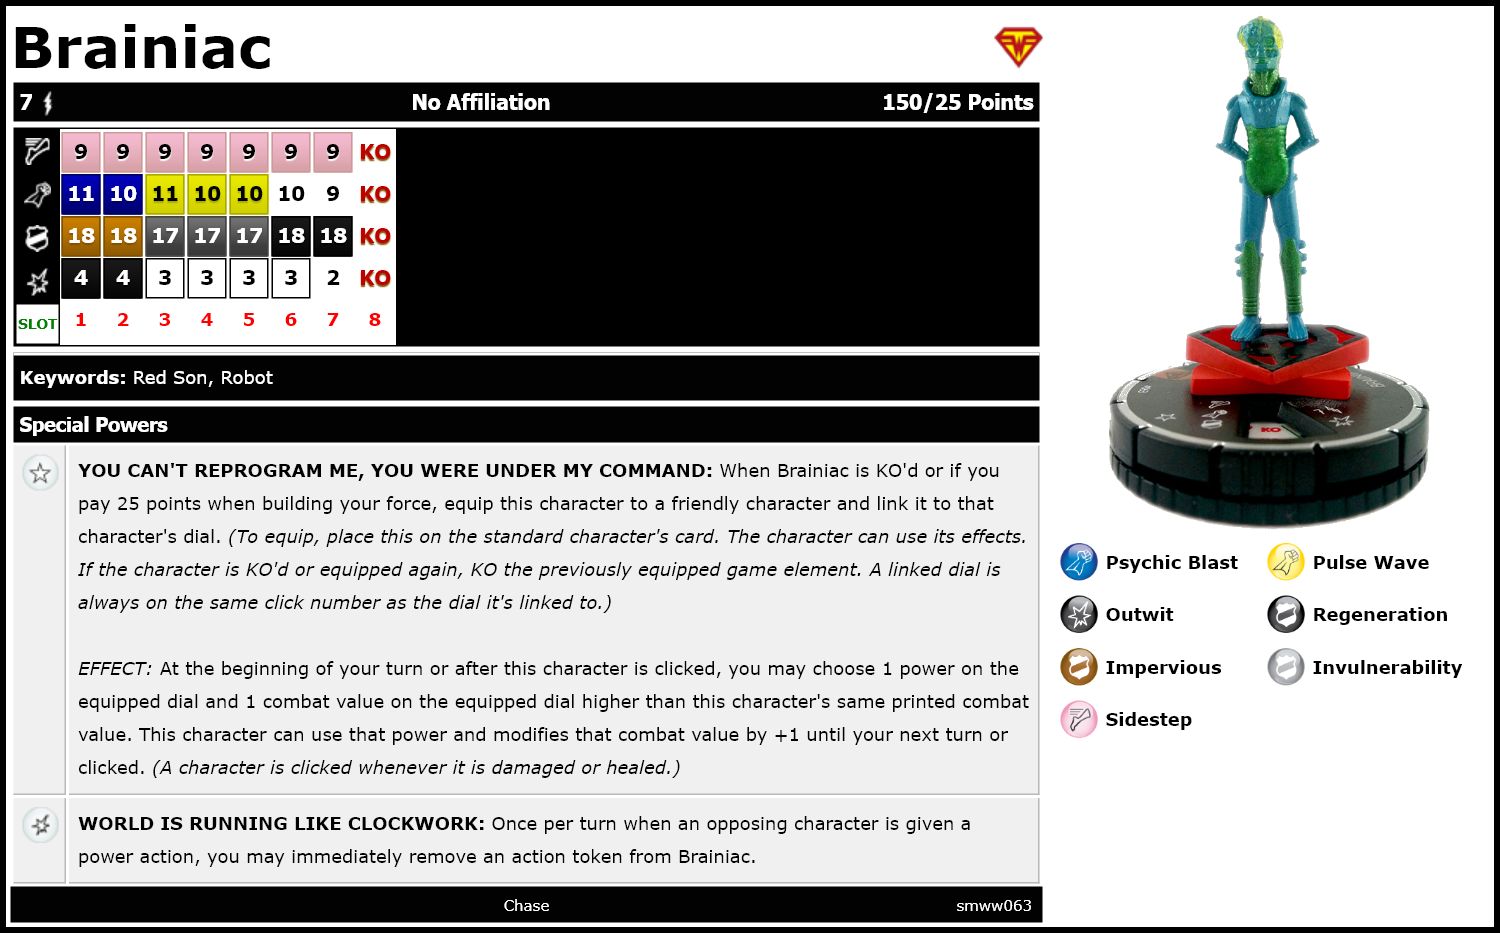 Brainiac
7 No Affiliation 150/25 Points
9 9 9 9 9 9 9 KO
11 10 11 10 10 10 9 KO
18 18 17 17 17 18 18 KO
4 4 3 3 3 3 2 KO
SLOT 1 2 3 4 5 6 7 8
Keywords: Red Son, Robot
Special Powers
YOU CAN'T REPROGRAM ME, YOU WERE UNDER MY COMMAND: When Brainiac is KO'd or if you
pay 25 points when building your force, equip this character to a friendly character and link it to that
character's dial. (To equip, place this on the standard character's card. The character can use its effects.
If the character is KO'd or equipped again, KO the previously equipped game element. A linked dial is
always on the same click number as the dial it's linked to.)
EFFECT: At the beginning of your turn or after this character is clicked, you may choose 1 power on the
equipped dial and 1 combat value on the equipped dial higher than this character's same printed combat
value. This character can use that power and modifies that combat value by +1 until your next turn or
clicked. (A character is clicked whenever it is damaged or healed.)
WORLD IS RUNNING LIKE CLOCKWORK: Once per turn when an opposing character is given a
power action, you may immediately remove an action token from Brainiac.
Chase smww063
KO
Psychic Blast Pulse Wave
Outwit Regeneration
Impervious Invulnerability
Sidestep